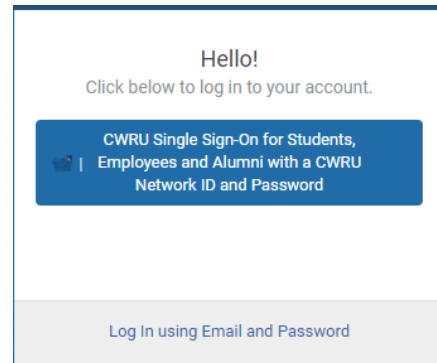 Hello!
Click below to log in to your account.
CWRU Single Sign-On for Students,
| Employees and Alumni with a CWRU
Network ID and Password
Log In using Email and Password